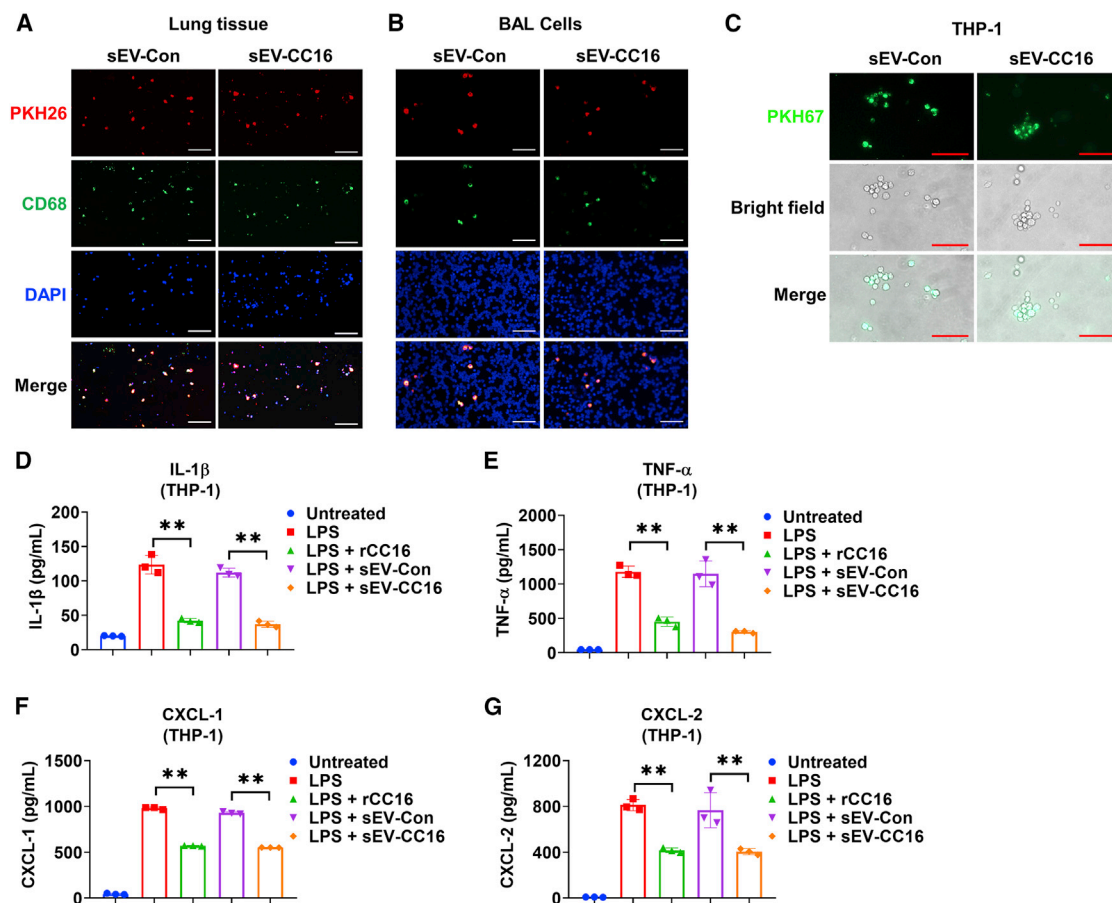 A
Lung tissue
sEV-Con sEV-CC16
PKH26
CD68
DAPI
Merge
B
BAL Cells
sEV-Con sEV-CC16
C
THP-1
sEV-Con sEV-CC16
PKH67
Bright field
Merge
D
IL-1β
(THP-1)
IL-1β (pg/mL)
200
150
100
50
0
** **
Untreated
LPS
LPS + rCC16
LPS + sEV-Con
LPS + sEV-CC16
E
TNF-α
(THP-1)
TNF-α (pg/mL)
2000
1500
1000
500
0
** **
Untreated
LPS
LPS + rCC16
LPS + sEV-Con
LPS + sEV-CC16
F
CXCL-1
(THP-1)
CXCL-1 (pg/mL)
1500
1000
500
0
** **
Untreated
LPS
LPS + rCC16
LPS + sEV-Con
LPS + sEV-CC16
G
CXCL-2
(THP-1)
CXCL-2 (pg/mL)
1200
800
400
0
** **
Untreated
LPS
LPS + rCC16
LPS + sEV-Con
LPS + sEV-CC16